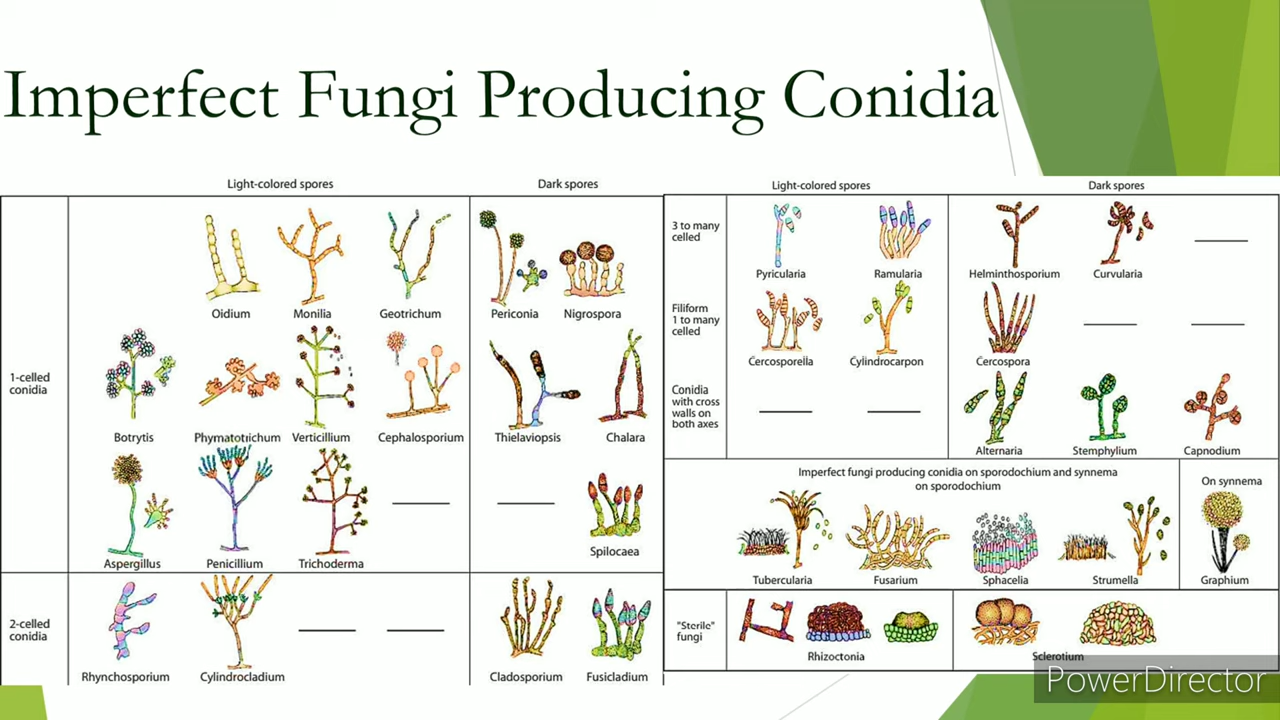 Imperfect Fungi Producing Conidia
Light-colored spores
Dark spores
1-celled
conidia
Oidium
Monilia
Geotrichum
Periconia
Nigrospora
Botrytis
Phymatotrichum
Verticillium
Cephalosporium
Thielaviopsis
Chalara
Aspergillus
Penicillium
Trichoderma
Spilocaea
2-celled
conidia
Rhynchosporium
Cylindrocladium
Cladosporium
Fusicladium
Light-colored spores
Dark spores
3 to many
celled
Pyricularia
Ramularia
Helminthosporium
Curvularia
Filiform
1 to many
celled
Cercosporella
Cylindrocarpon
Cercospora
Conidia
with cross
walls on
both axes
Alternaria
Stemphylium
Capnodium
Imperfect fungi producing conidia on sporodochium and synnema
on sporodochium
On synnema
Tubercularia
Fusarium
Sphacelia
Strumella
Graphium
"Sterile"
fungi
Rhizoctonia
Sclerotium
PowerDirector